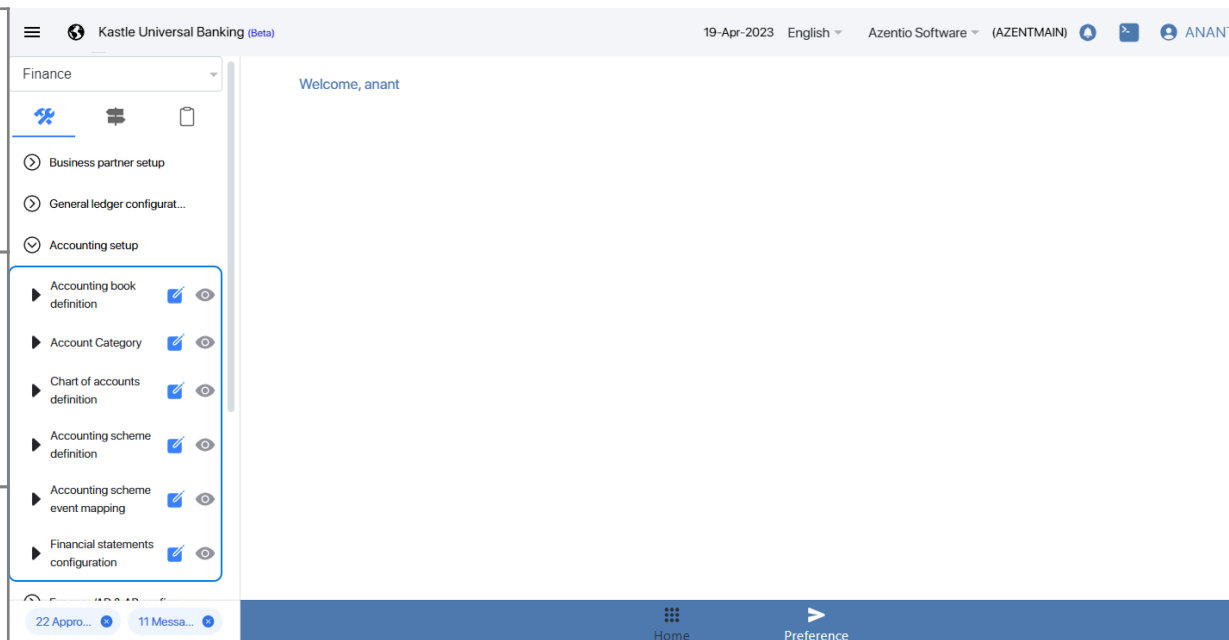 Kastle Universal Banking (Beta)
19-Apr-2023 English Azentio Software (AZENTMAIN) ANANT
Finance
Welcome, anant
Business partner setup
General ledger configurat...
Accounting setup
Accounting book
definition
Account Category
Chart of accounts
definition
Accounting scheme
definition
Accounting scheme
event mapping
Financial statements
configuration
22 Appro... 11 Messa...
Home Preference